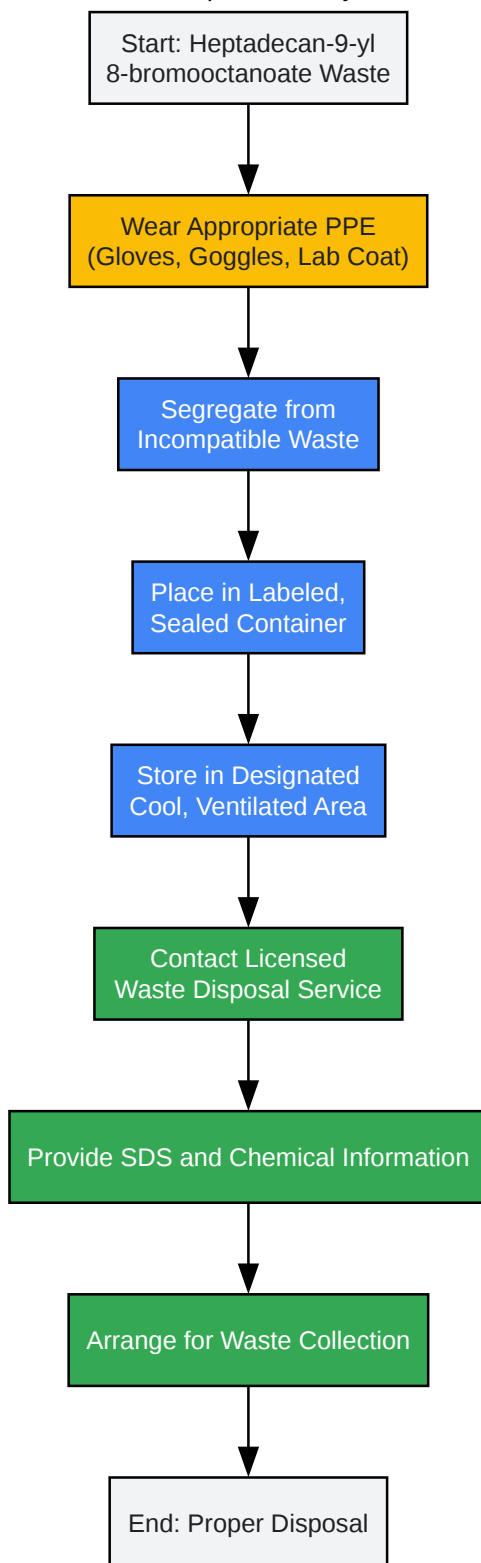 Start: Heptadecan-9-yl
8-bromooctanoate Waste
Wear Appropriate PPE
(Gloves, Goggles, Lab Coat)
Segregate from
Incompatible Waste
Place in Labeled,
Sealed Container
Store in Designated
Cool, Ventilated Area
Contact Licensed
Waste Disposal Service
Provide SDS and Chemical Information
Arrange for Waste Collection
End: Proper Disposal